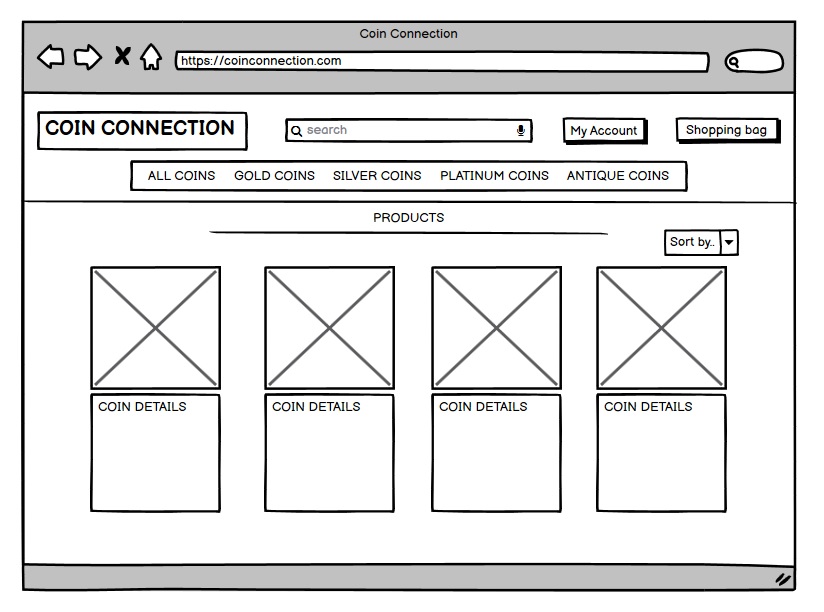 Coin Connection
https://coinconnection.com
COIN CONNECTION
search
My Account
Shopping bag
ALL COINS GOLD COINS SILVER COINS PLATINUM COINS ANTIQUE COINS
PRODUCTS
Sort by..
COIN DETAILS COIN DETAILS COIN DETAILS COIN DETAILS